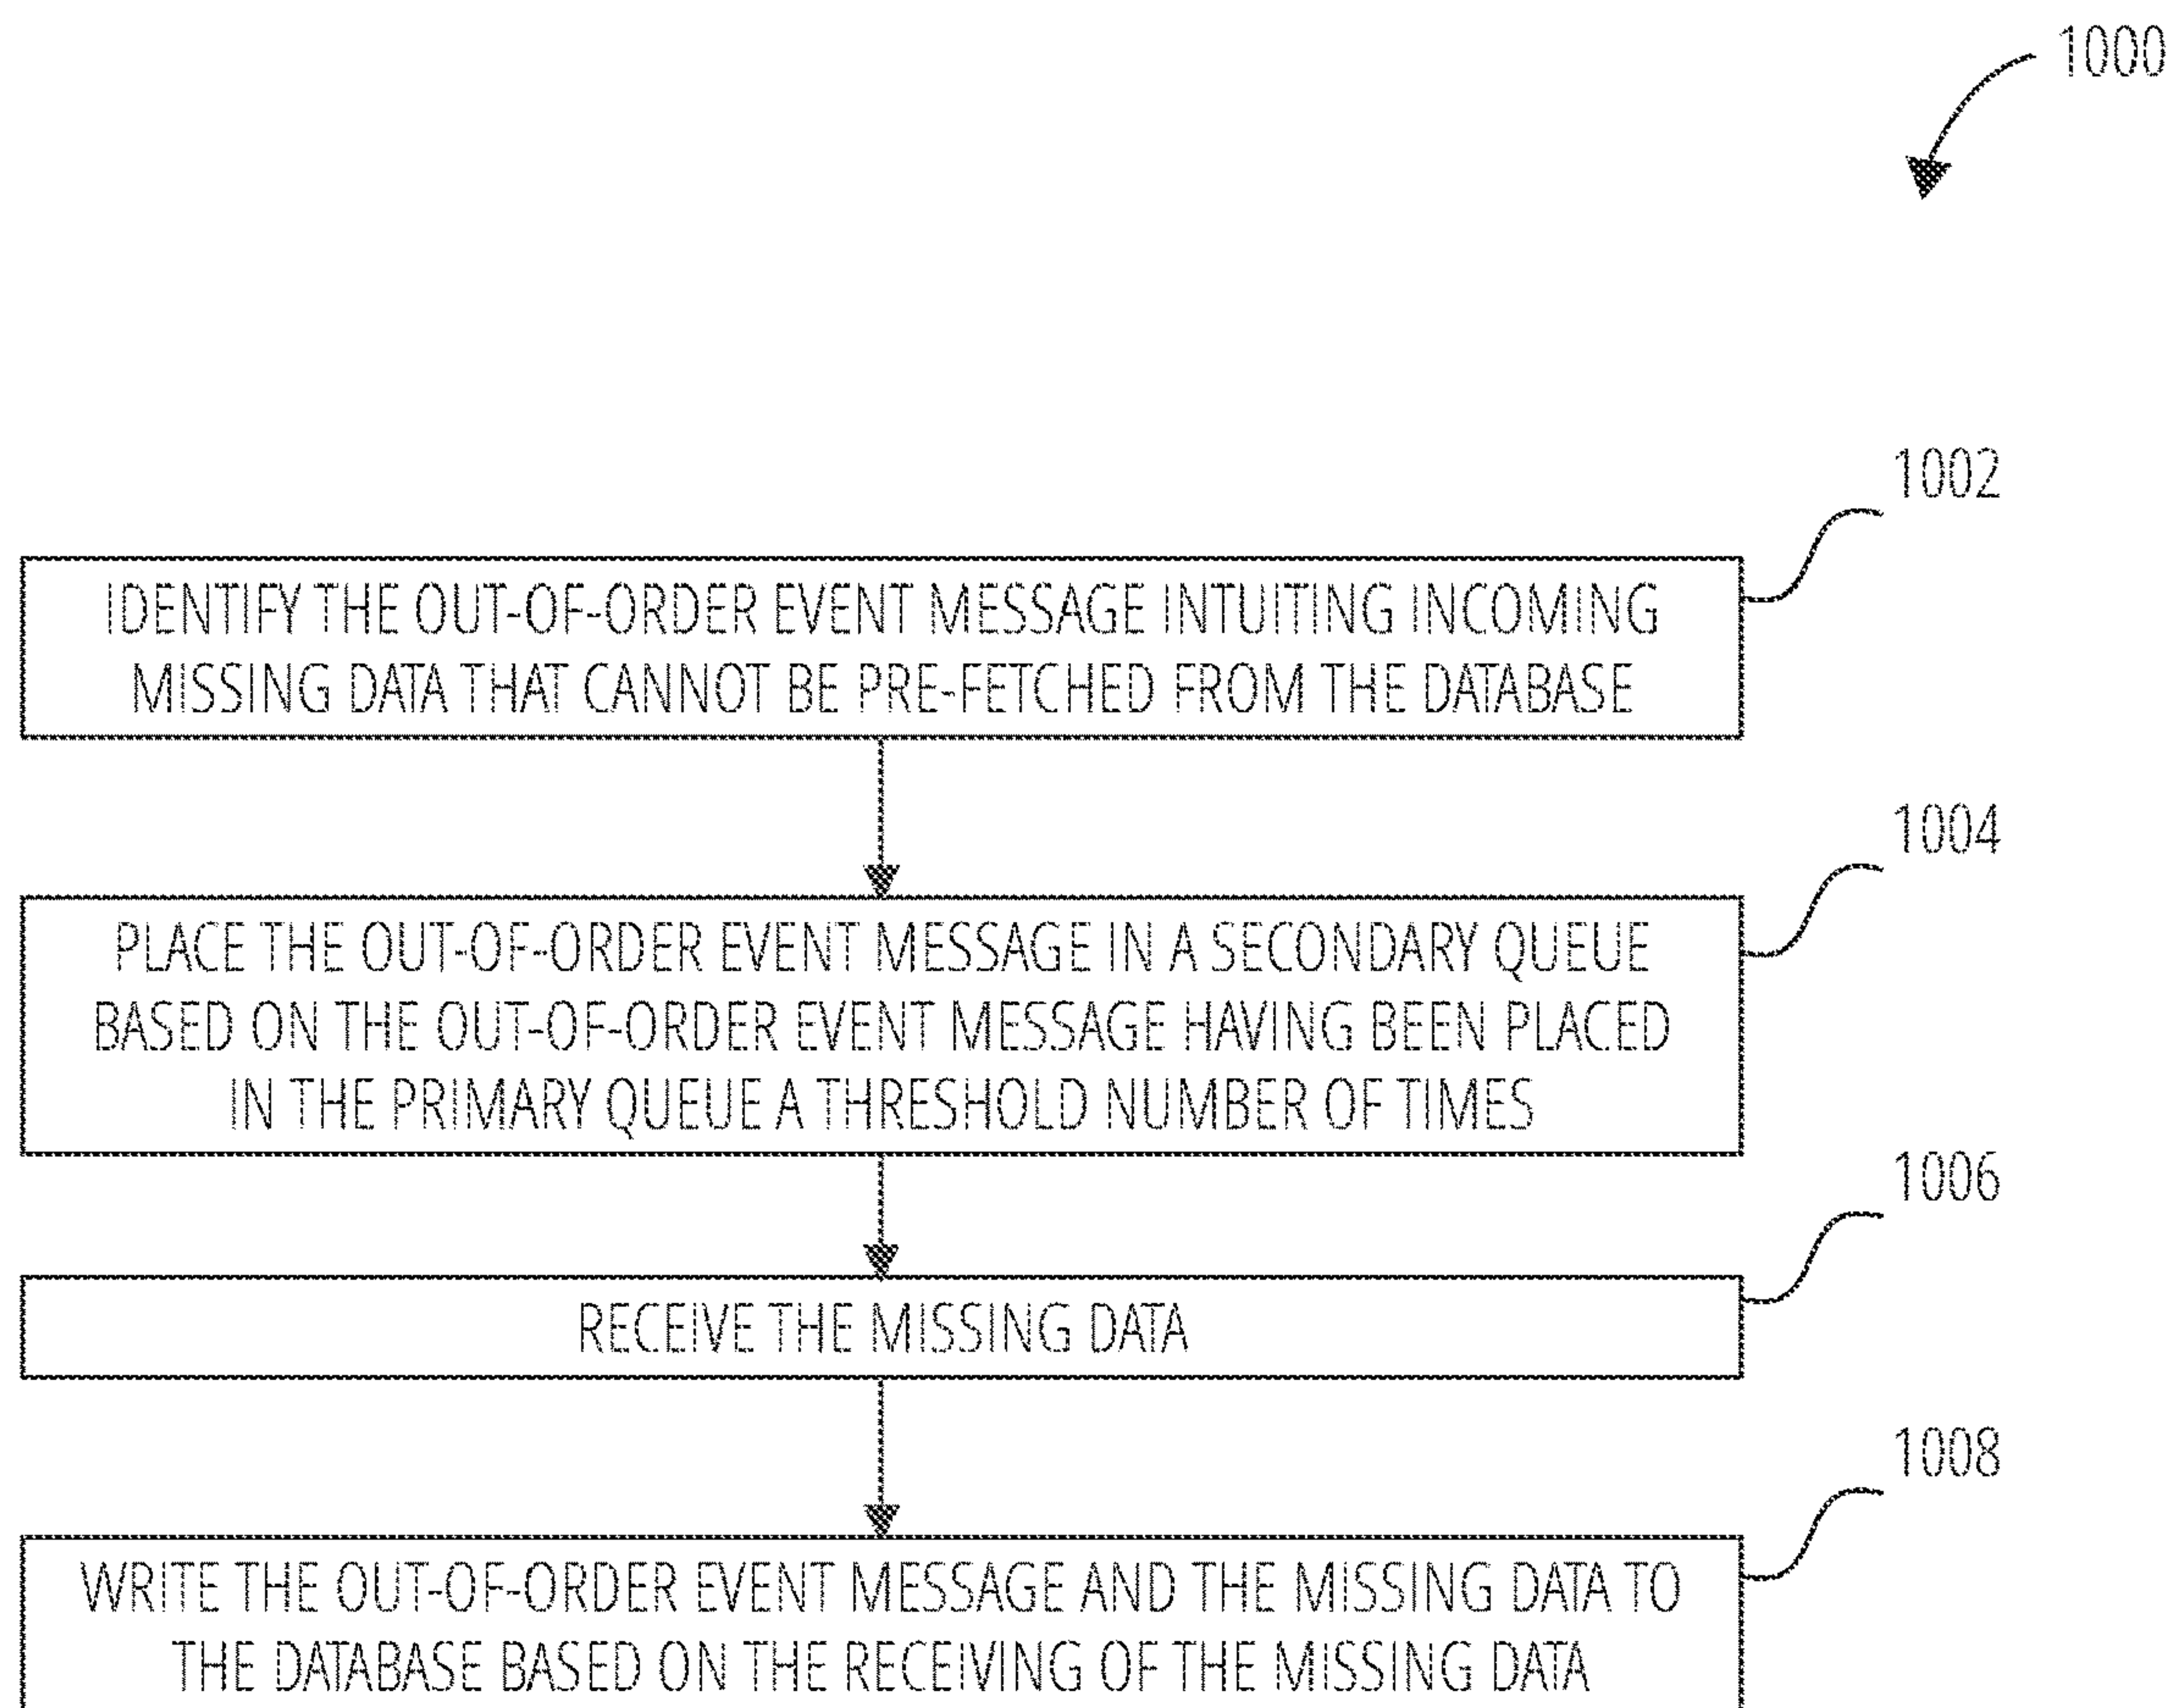 1000
1002
IDENTIFY THE OUT-OF-ORDER EVENT MESSAGE INTUITING INCOMING
MISSING DATA THAT CANNOT BE PRE-FETCHED FROM THE DATABASE
1004
PLACE THE OUT-OF-ORDER EVENT MESSAGE IN A SECONDARY QUEUE
BASED ON THE OUT-OF-ORDER EVENT MESSAGE HAVING BEEN PLACED
IN THE PRIMARY QUEUE A THRESHOLD NUMBER OF TIMES
1006
RECEIVE THE MISSING DATA
1008
WRITE THE OUT-OF-ORDER EVENT MESSAGE AND THE MISSING DATA TO
THE DATABASE BASED ON THE RECEIVING OF THE MISSING DATA